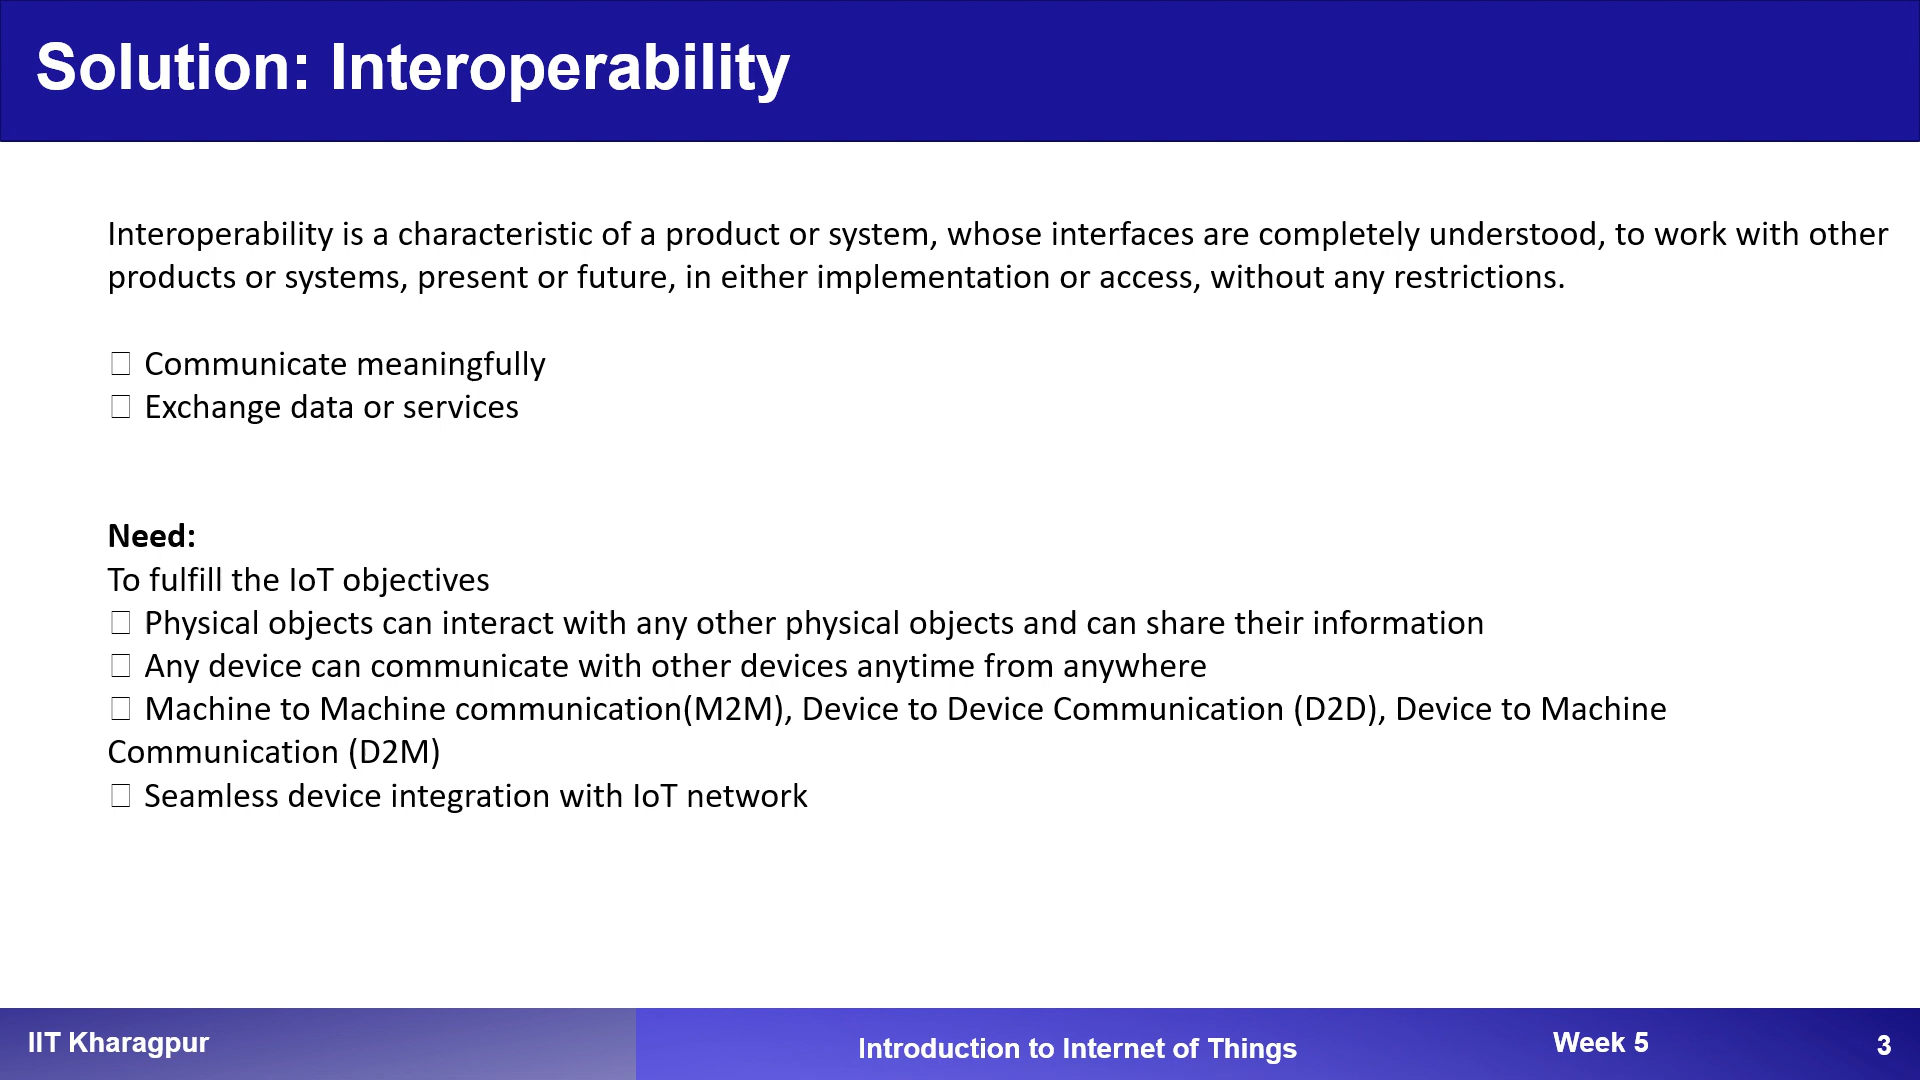 Solution: Interoperability
Interoperability is a characteristic of a product or system, whose interfaces are completely understood, to work with other
products or systems, present or future, in either implementation or access, without any restrictions.
Communicate meaningfully
Exchange data or services
Need:
To fulfill the IoT objectives
Physical objects can interact with any other physical objects and can share their information
Any device can communicate with other devices anytime from anywhere
Machine to Machine communication(M2M), Device to Device Communication (D2D), Device to Machine
Communication (D2M)
Seamless device integration with IoT network
IIT Kharagpur
Introduction to Internet of Things
Week 5
3